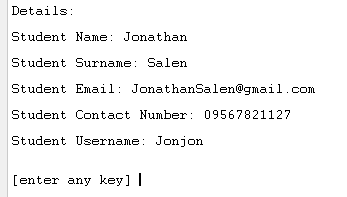 Details:
Student Name: Jonathan
Student Surname: Salen
Student Email: JonathanSalen@gmail.com
Student Contact Number: 09567821127
Student Username: Jonjon
[enter any key]